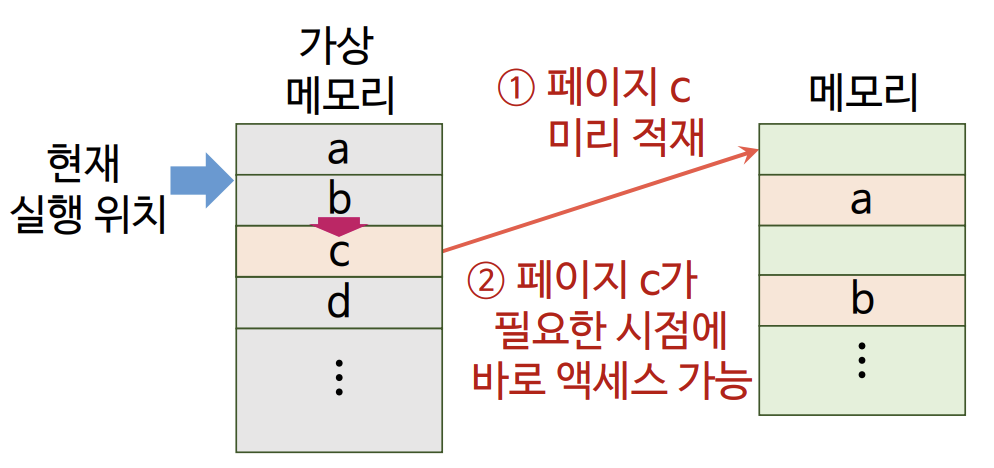 가상
메모리
현재
실행 위치
a
b
c
d
⋮
① 페이지 c
미리 적재
② 페이지 c가
필요한 시점에
바로 액세스 가능
메모리
a
b
⋮